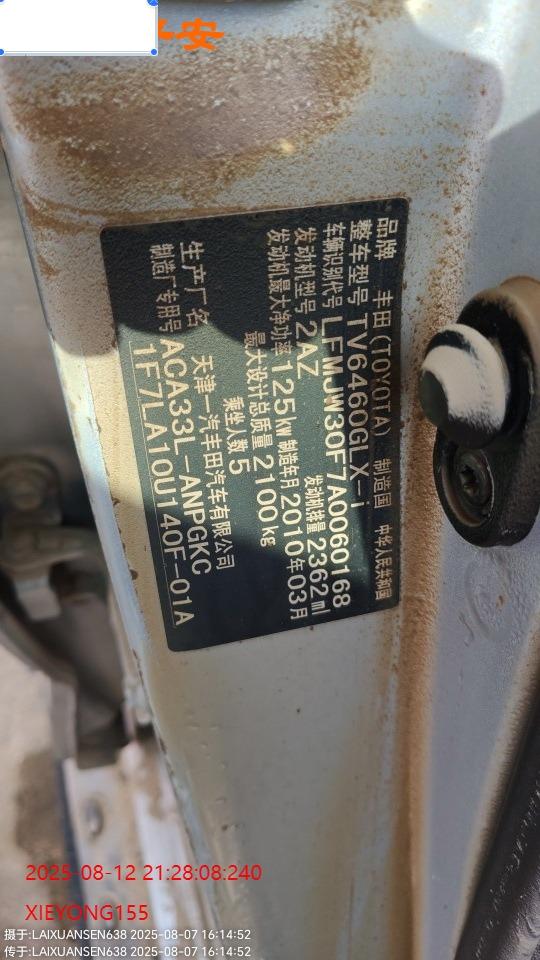 平安
品牌 丰田(TOYOTA) 制造国 中华人民共和国
整车型号 TV6460GLX-i
车辆识别代号 LFMJW30F7A0060168
发动机型号 2AZ 发动机排量 2362ml
发动机最大净功率 125kW 制造年月 2010年03月
最大设计总质量 2100kg
乘坐人数 5
生产厂名 天津一汽丰田汽车有限公司
制造厂专用号 ACA33L-ANPGKC
1F7LA10U140F-01A
2025-08-12 21:28:08:240
XIEYONG155
摄于:LAIXUANSEN638 2025-08-07 16:14:52
传于:LAIXUANSEN638 2025-08-07 16:14:52